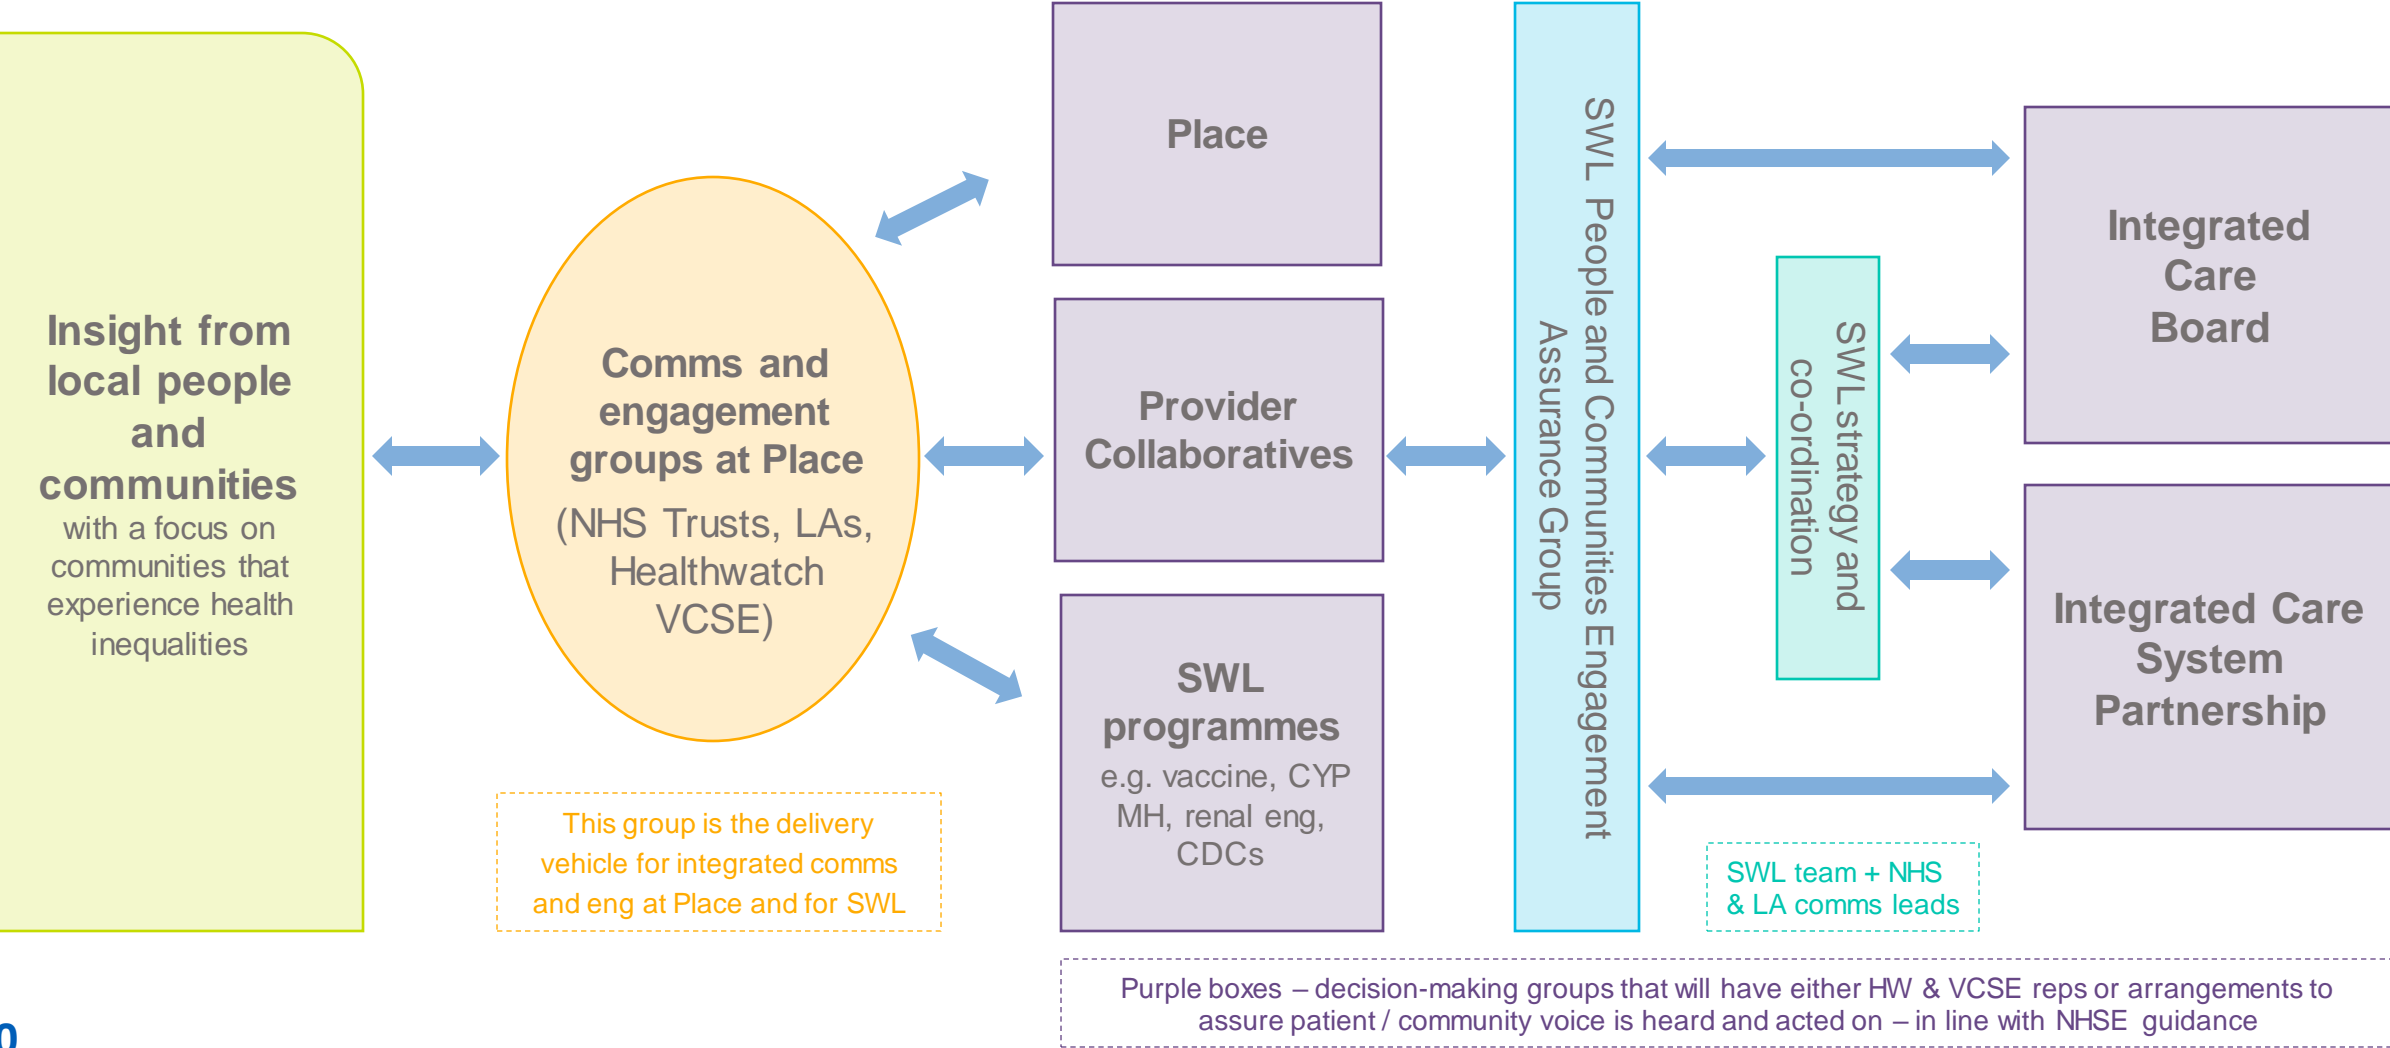 Insight from
local people
and
communities
with a focus on
communities that
experience health
inequalities
Comms and
engagement
groups at Place
(NHS Trusts, LAs,
Healthwatch
VCSE)
This group is the delivery
vehicle for integrated comms
and eng at Place and for SWL
Place
Provider
Collaboratives
SWL
programmes
e.g. vaccine, CYP
MH, renal eng,
CDCs
SWL People and Communities Engagement
Assurance Group
SWL strategy and
co-ordination
SWL team + NHS
& LA comms leads
Integrated
Care
Board
Integrated Care
System
Partnership
Purple boxes – decision-making groups that will have either HW & VCSE reps or arrangements to
assure patient / community voice is heard and acted on – in line with NHSE guidance
0